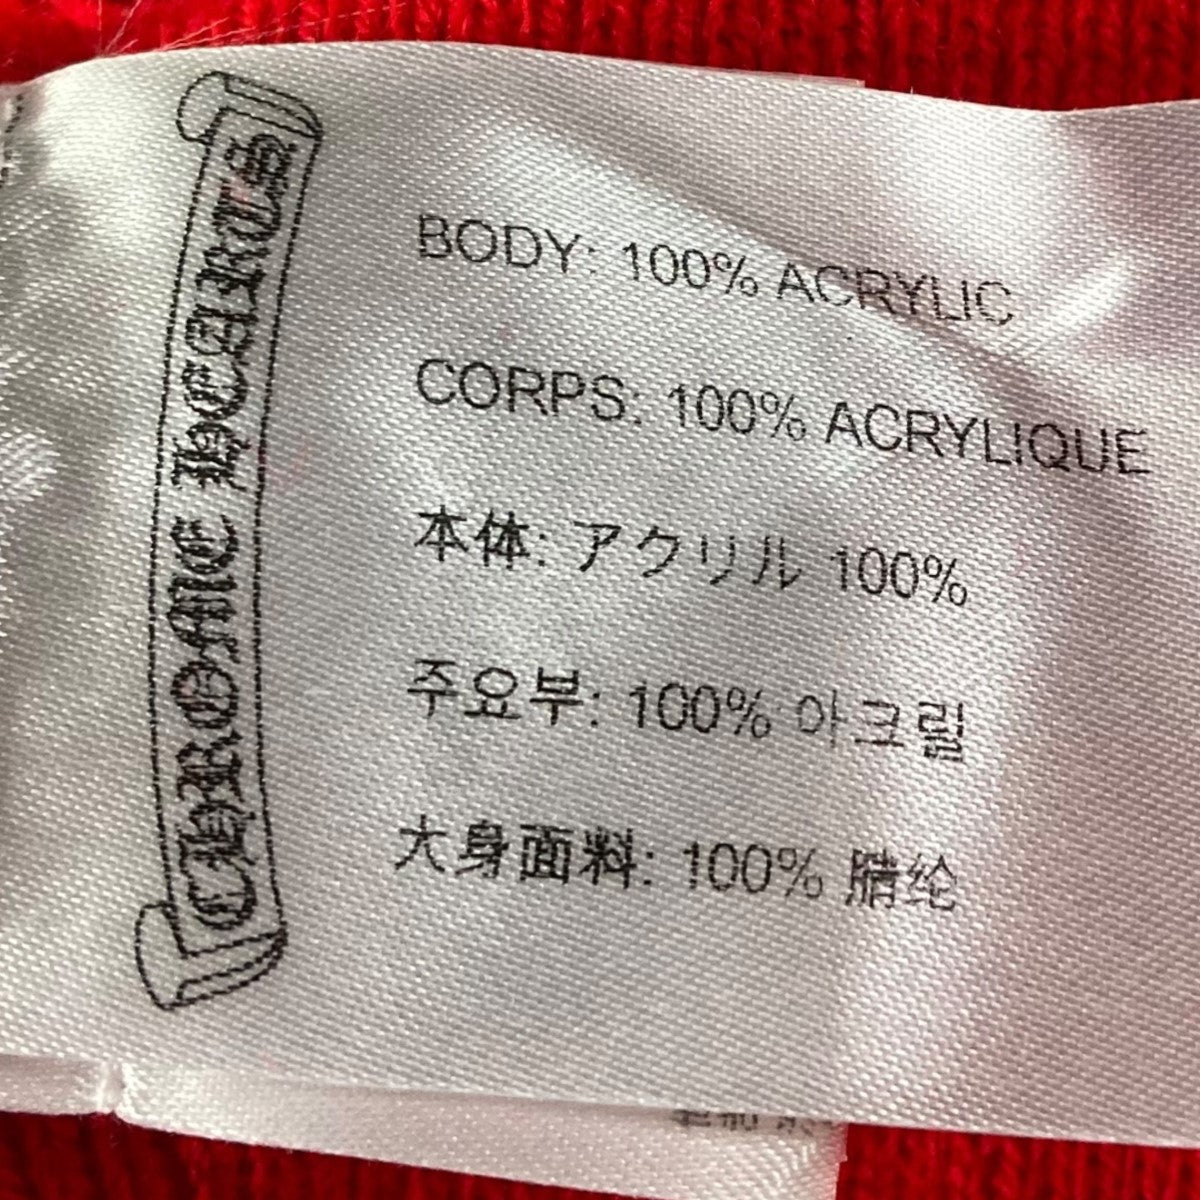 CHROME HEARTS
BODY: 100% ACRYLIC
CORPS: 100% ACRYLIQUE
本体: アクリル 100%
주요부: 100% 아크릴
大身面料: 100% 腈纶